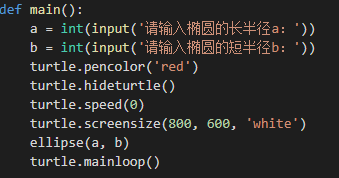 def main():
    a = int(input('请输入椭圆的长半径a：'))
    b = int(input('请输入椭圆的短半径b：'))
    turtle.pencolor('red')
    turtle.hideturtle()
    turtle.speed(0)
    turtle.screensize(800, 600, 'white')
    ellipse(a, b)
    turtle.mainloop()